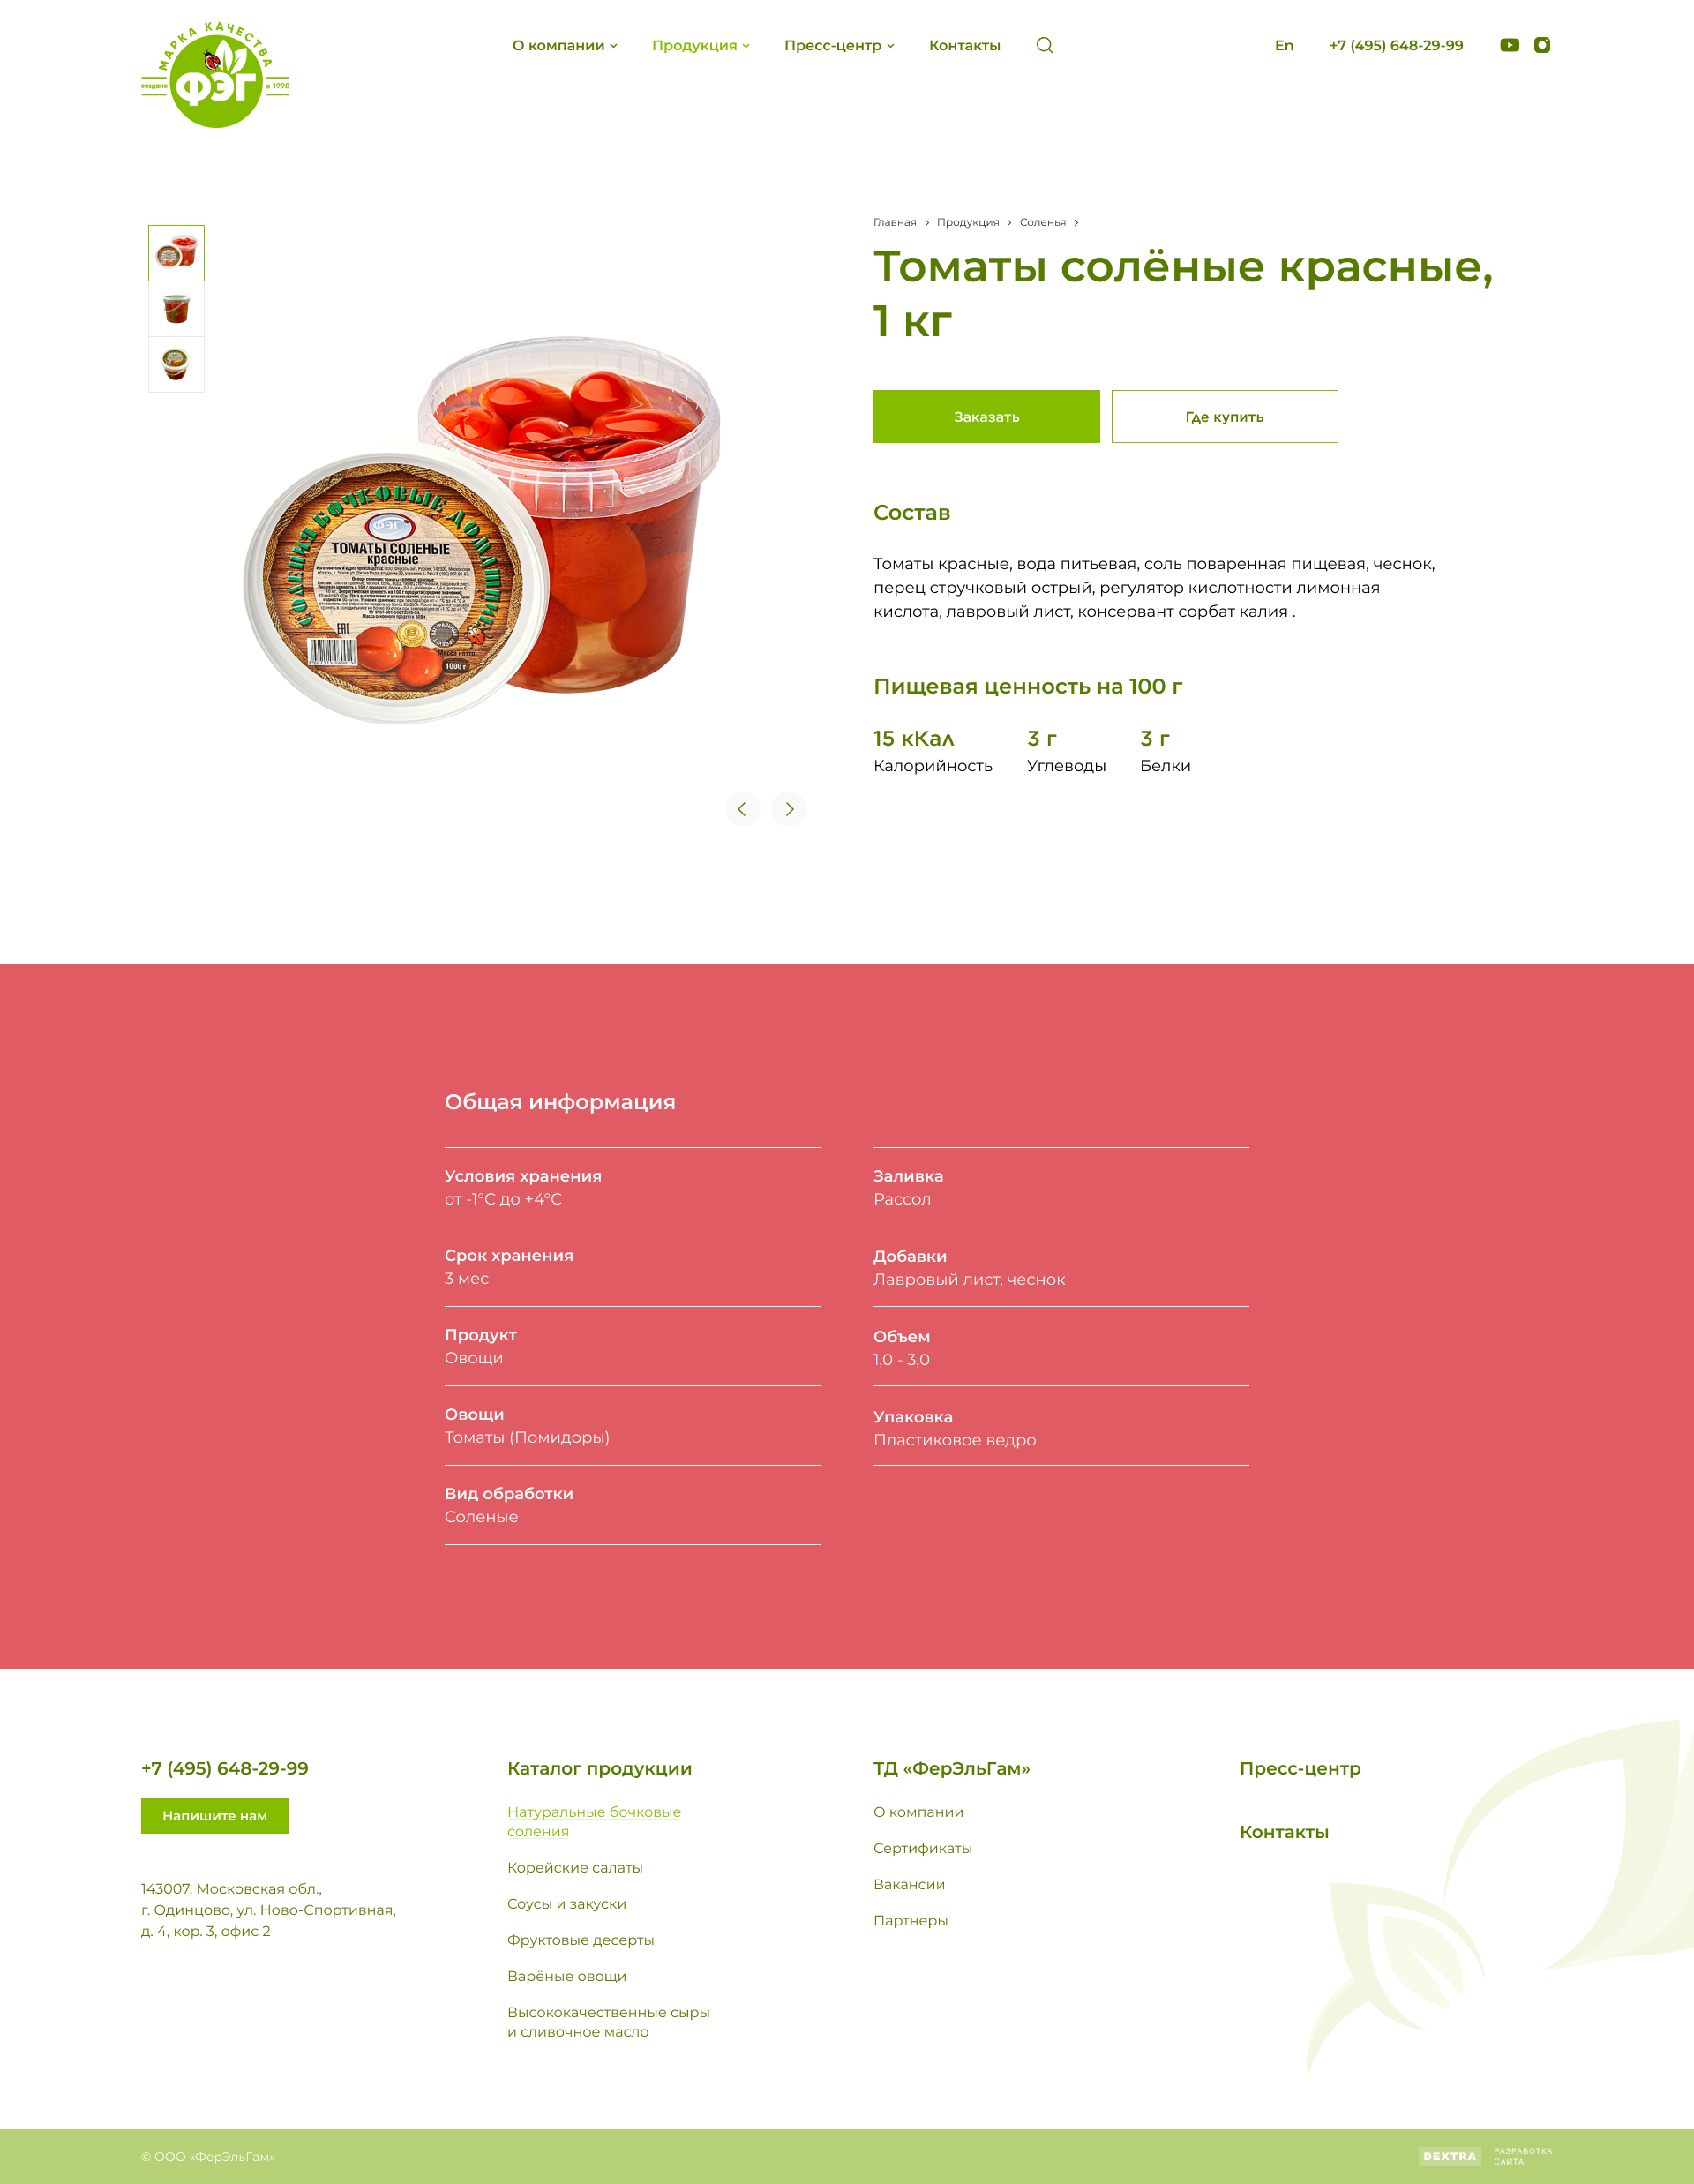 МАРКА КАЧЕСТВА
создано в 1998
ФЭГ
О компании
Продукция
Пресс-центр
Контакты
En
+7 (495) 648-29-99
Главная > Продукция > Соленья >
Томаты солёные красные,
1 кг
Заказать
Где купить
СОЛЕНИЯ БОЧКОВЫЕ ДОМАШНИЕ
ФЭГ
ТОМАТЫ СОЛЕНЫЕ
красные
Масса нетто
1000 г
Состав
Томаты красные, вода питьевая, соль поваренная пищевая, чеснок,
перец стручковый острый, регулятор кислотности лимонная
кислота, лавровый лист, консервант сорбат калия .
Пищевая ценность на 100 г
15 кКал
Калорийность
3 г
Углеводы
3 г
Белки
Общая информация
Условия хранения
от -1°С до +4°С
Срок хранения
3 мес
Продукт
Овощи
Овощи
Томаты (Помидоры)
Вид обработки
Соленые
Заливка
Рассол
Добавки
Лавровый лист, чеснок
Объем
1,0 - 3,0
Упаковка
Пластиковое ведро
+7 (495) 648-29-99
Напишите нам
143007, Московская обл.,
г. Одинцово, ул. Ново-Спортивная,
д. 4, кор. 3, офис 2
Каталог продукции
Натуральные бочковые
соления
Корейские салаты
Соусы и закуски
Фруктовые десерты
Варёные овощи
Высококачественные сыры
и сливочное масло
ТД «ФерЭльГам»
О компании
Сертификаты
Вакансии
Партнеры
Пресс-центр
Контакты
© ООО «ФерЭльГам»
DEXTRA
РАЗРАБОТКА
САЙТА